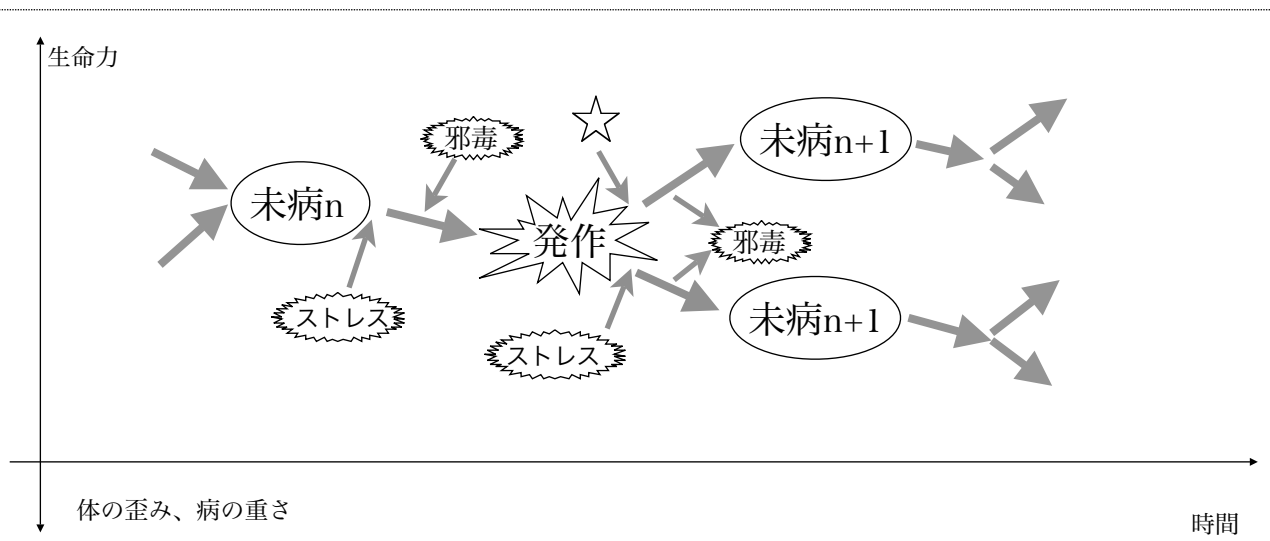 生命力
邪毒
未病n+1
未病n
発作
邪毒
ストレス
未病n+1
ストレス
体の歪み、病の重さ
時間